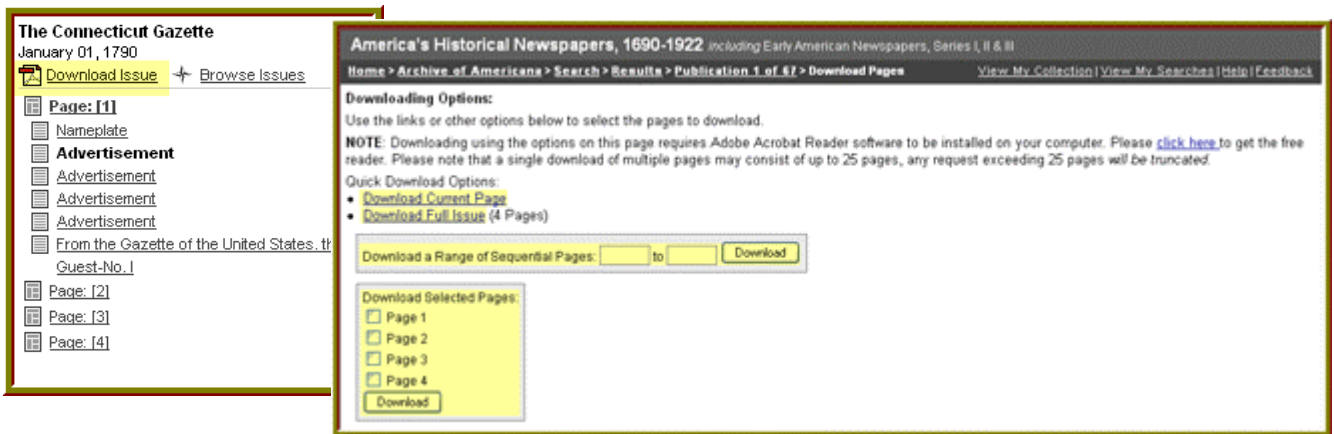 The Connecticut Gazette
January 01, 1790
Download Issue Browse Issues
Page: [1]
Nameplate
Advertisement
Advertisement
Advertisement
Advertisement
From the Gazette of the United States. th
Guest-No. I
Page: [2]
Page: [3]
Page: [4]
America's Historical Newspapers, 1690-1922 including Early American Newspapers, Series I, II & III
Home > Archive of Americana > Search > Results > Publication 1 of 67 > Download Pages View My Collection | View My Searches | Help | Feedback
Downloading Options:
Use the links or other options below to select the pages to download.
NOTE: Downloading using the options on this page requires Adobe Acrobat Reader software to be installed on your computer. Please click here to get the free
reader. Please note that a single download of multiple pages may consist of up to 25 pages, any request exceeding 25 pages will be truncated.
Quick Download Options:
• Download Current Page
• Download Full Issue (4 Pages)
Download a Range of Sequential Pages: to Download
Download Selected Pages:
Page 1
Page 2
Page 3
Page 4
Download